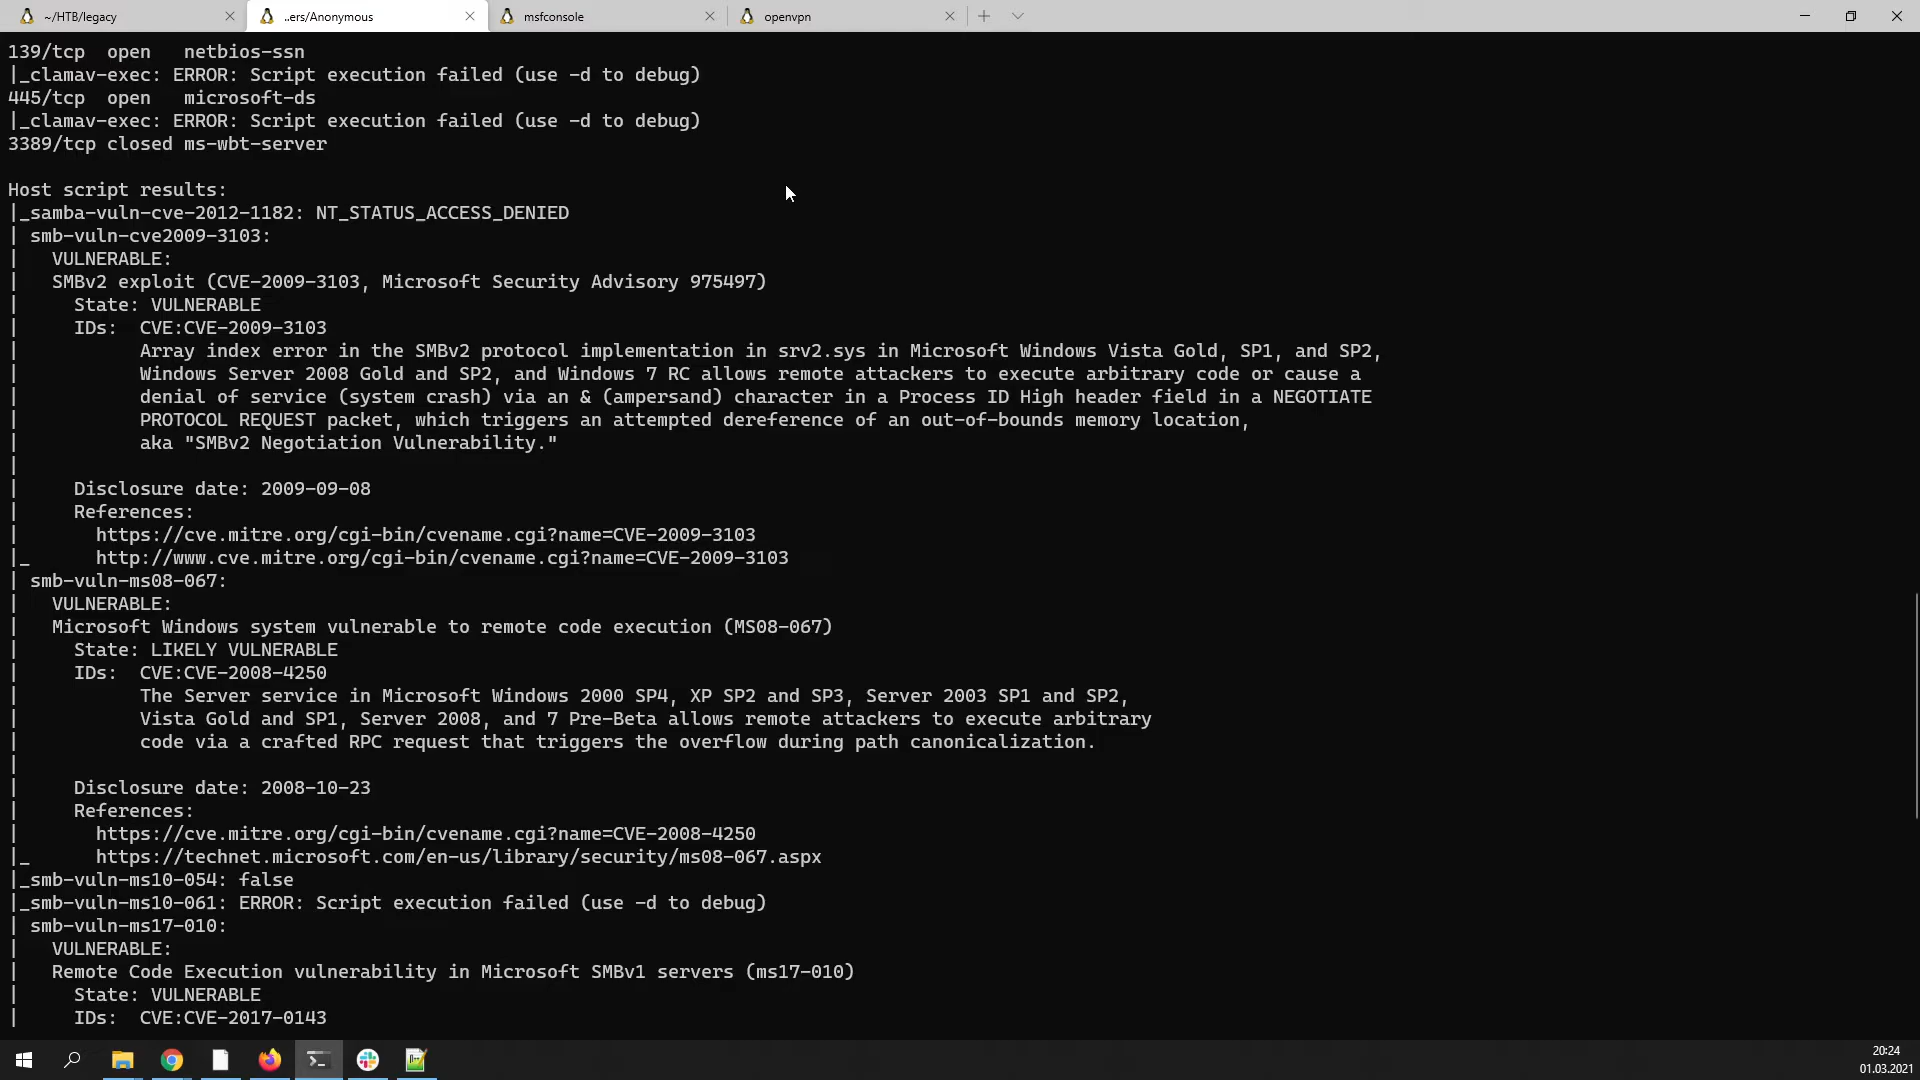 ~/HTB/legacy
..ers/Anonymous
msfconsole
openvpn
139/tcp  open   netbios-ssn
|_clamav-exec: ERROR: Script execution failed (use -d to debug)
445/tcp  open   microsoft-ds
|_clamav-exec: ERROR: Script execution failed (use -d to debug)
3389/tcp closed ms-wbt-server
Host script results:
|_samba-vuln-cve-2012-1182: NT_STATUS_ACCESS_DENIED
| smb-vuln-cve2009-3103:
|   VULNERABLE:
|   SMBv2 exploit (CVE-2009-3103, Microsoft Security Advisory 975497)
|     State: VULNERABLE
|     IDs:  CVE:CVE-2009-3103
|           Array index error in the SMBv2 protocol implementation in srv2.sys in Microsoft Windows Vista Gold, SP1, and SP2,
|           Windows Server 2008 Gold and SP2, and Windows 7 RC allows remote attackers to execute arbitrary code or cause a
|           denial of service (system crash) via an & (ampersand) character in a Process ID High header field in a NEGOTIATE
|           PROTOCOL REQUEST packet, which triggers an attempted dereference of an out-of-bounds memory location,
|           aka "SMBv2 Negotiation Vulnerability."
|
|     Disclosure date: 2009-09-08
|     References:
|       https://cve.mitre.org/cgi-bin/cvename.cgi?name=CVE-2009-3103
|_      http://www.cve.mitre.org/cgi-bin/cvename.cgi?name=CVE-2009-3103
| smb-vuln-ms08-067:
|   VULNERABLE:
|   Microsoft Windows system vulnerable to remote code execution (MS08-067)
|     State: LIKELY VULNERABLE
|     IDs:  CVE:CVE-2008-4250
|           The Server service in Microsoft Windows 2000 SP4, XP SP2 and SP3, Server 2003 SP1 and SP2,
|           Vista Gold and SP1, Server 2008, and 7 Pre-Beta allows remote attackers to execute arbitrary
|           code via a crafted RPC request that triggers the overflow during path canonicalization.
|
|     Disclosure date: 2008-10-23
|     References:
|       https://cve.mitre.org/cgi-bin/cvename.cgi?name=CVE-2008-4250
|_      https://technet.microsoft.com/en-us/library/security/ms08-067.aspx
|_smb-vuln-ms10-054: false
|_smb-vuln-ms10-061: ERROR: Script execution failed (use -d to debug)
| smb-vuln-ms17-010:
|   VULNERABLE:
|   Remote Code Execution vulnerability in Microsoft SMBv1 servers (ms17-010)
|     State: VULNERABLE
|     IDs:  CVE:CVE-2017-0143
20:24
01.03.2021